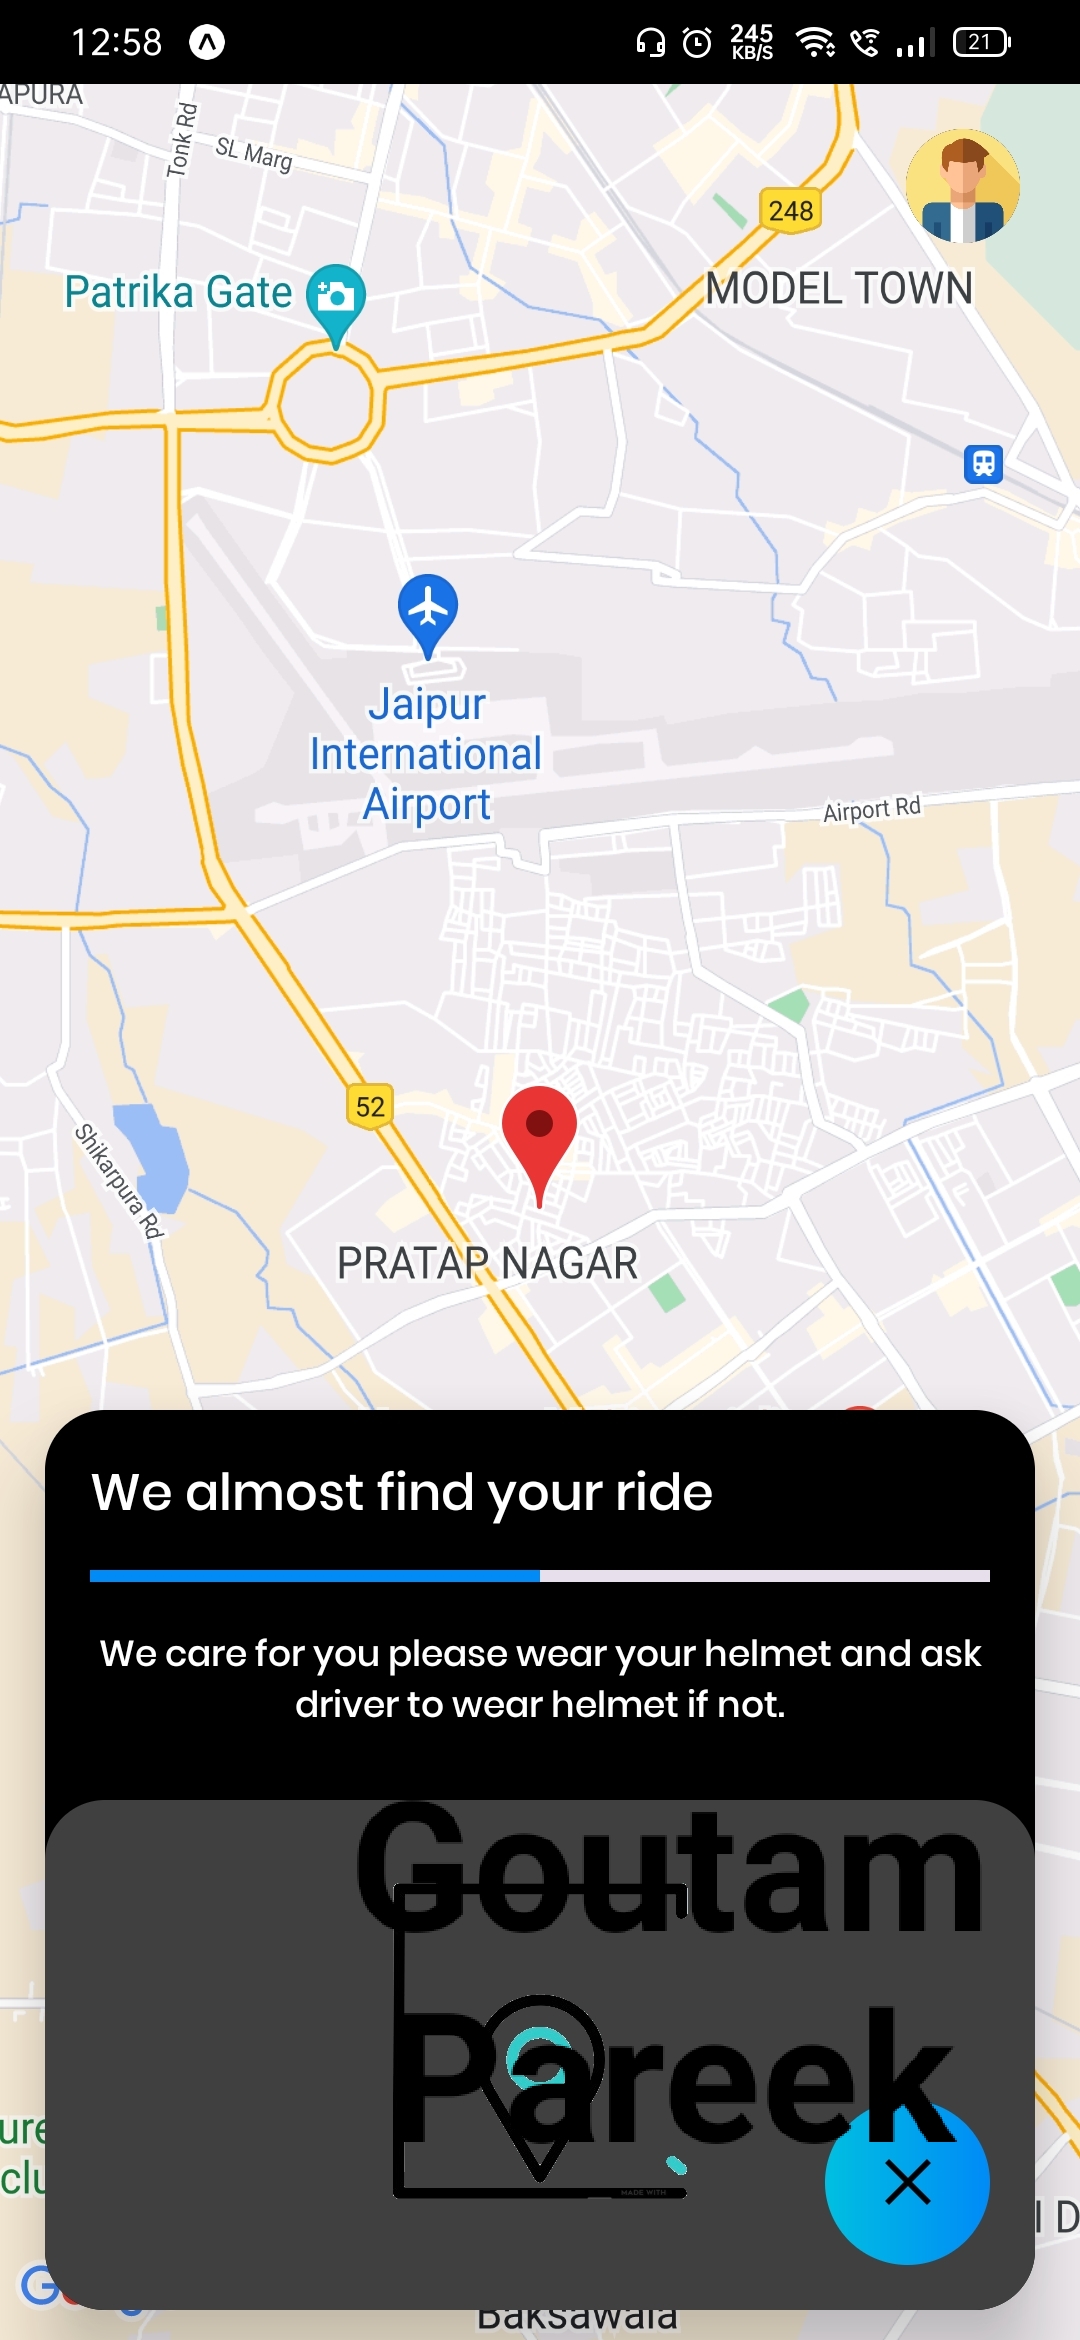 12:58
245
KB/S
21
APURA
Tonk Rd
SL Marg
248
Patrika Gate
MODEL TOWN
Jaipur
International
Airport
Airport Rd
52
Shikarpura Rd
PRATAP NAGAR
We almost find your ride
We care for you please wear your helmet and ask
driver to wear helmet if not.
Goutam
Pareek
MADE WITH
ure
clu
I D
G
Baksawala